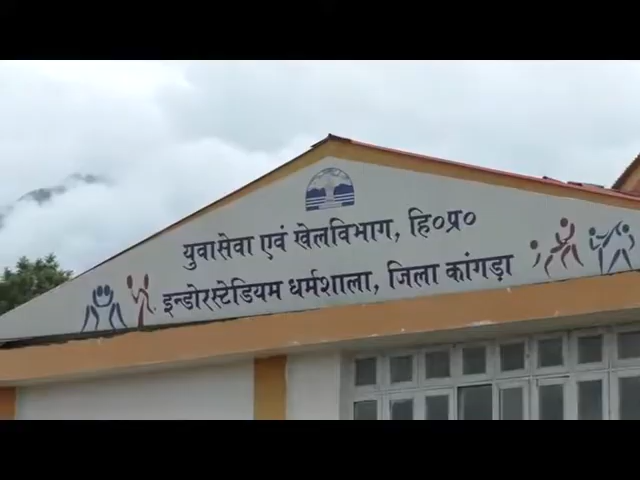 युवासेवा एवं खेलविभाग, हि०प्र०
इन्डोरस्टेडियम धर्मशाला, जिला कांगड़ा